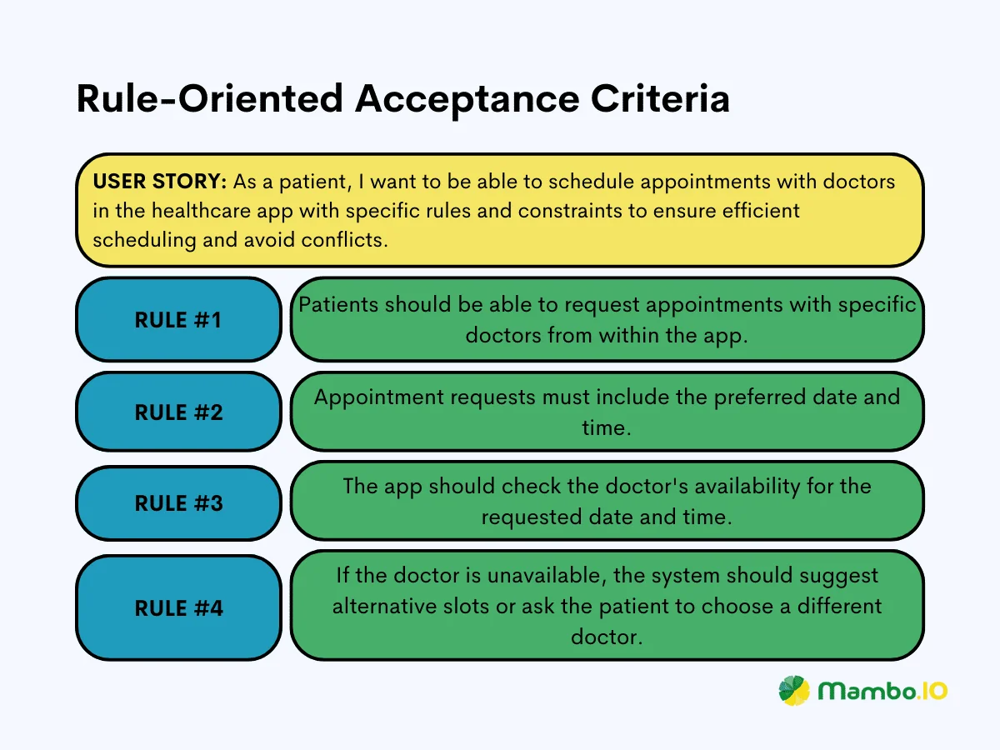 Rule-Oriented Acceptance Criteria
USER STORY: As a patient, I want to be able to schedule appointments with doctors
in the healthcare app with specific rules and constraints to ensure efficient
scheduling and avoid conflicts.
RULE #1
Patients should be able to request appointments with specific
doctors from within the app.
RULE #2
Appointment requests must include the preferred date and
time.
RULE #3
The app should check the doctor's availability for the
requested date and time.
RULE #4
If the doctor is unavailable, the system should suggest
alternative slots or ask the patient to choose a different
doctor.
Mambo.IO